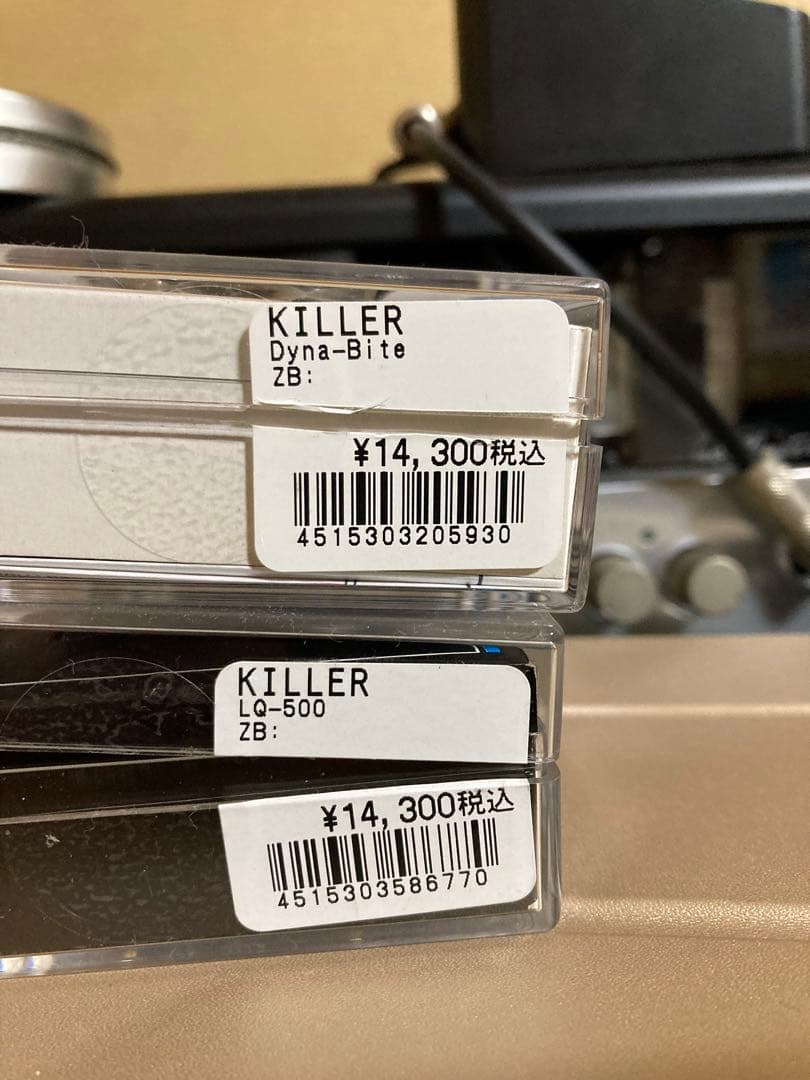 KILLER
Dyna-Bite
ZB:
¥14,300税込
4515303205930
KILLER
LQ-500
ZB:
¥14,300税込
4515303586770